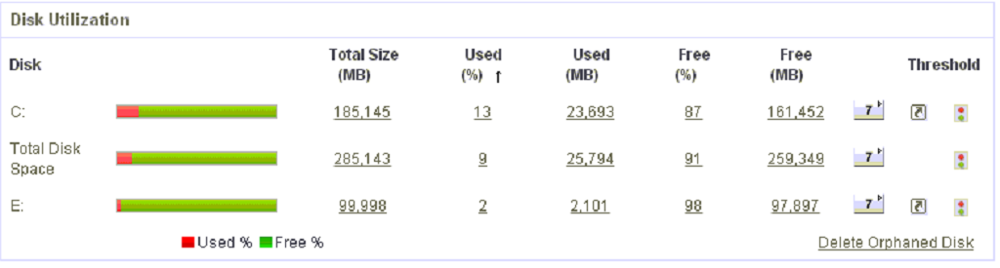 Disk Utilization
Disk Total Size (MB) Used (%) ↑ Used (MB) Free (%) Free (MB) Threshold
C: 185,145 13 23,693 87 161,452 7
Total Disk Space 285,143 9 25,794 91 259,349 7
E: 99,998 2 2,101 98 97,897 7
Used % Free % Delete Orphaned Disk